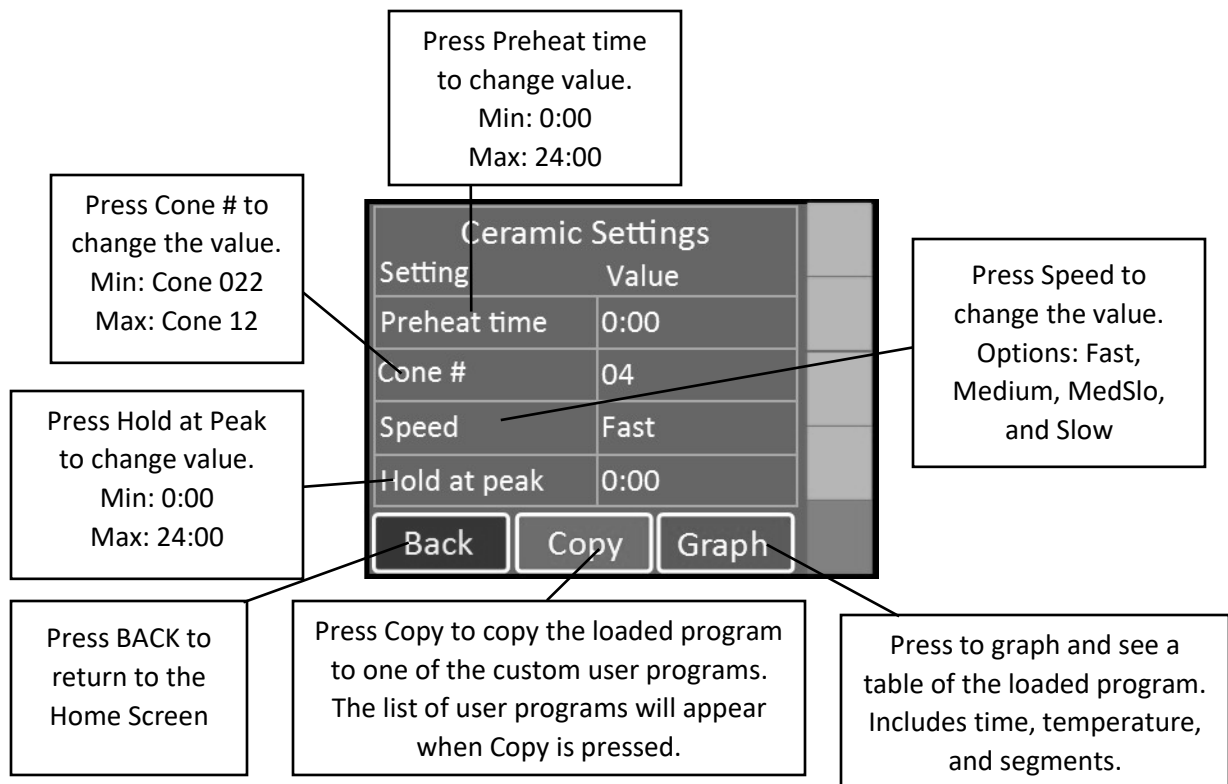 Press Preheat time
to change value.
Min: 0:00
Max: 24:00
Press Cone # to
change the value.
Min: Cone 022
Max: Cone 12
Press Hold at Peak
to change value.
Min: 0:00
Max: 24:00
Ceramic Settings
Setting Value
Preheat time 0:00
Cone # 04
Speed Fast
Hold at peak 0:00
Back Copy Graph
Press Speed to
change the value.
Options: Fast,
Medium, MedSlo,
and Slow
Press BACK to
return to the
Home Screen
Press Copy to copy the loaded program
to one of the custom user programs.
The list of user programs will appear
when Copy is pressed.
Press to graph and see a
table of the loaded program.
Includes time, temperature,
and segments.